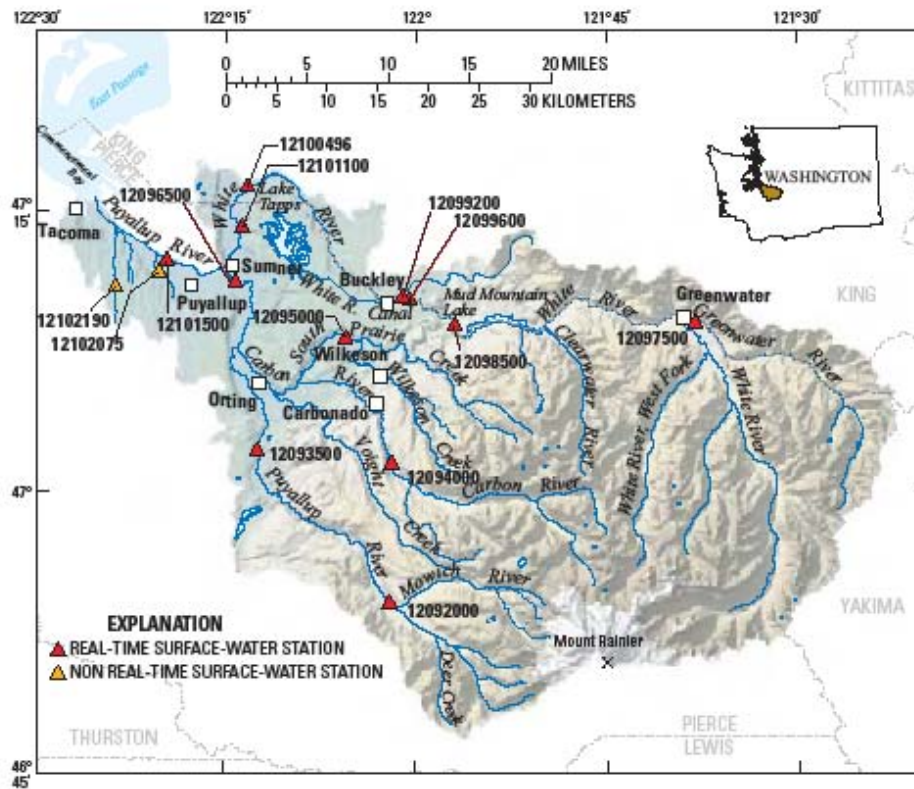 122°30'
122°15'
122°
121°45'
121°30'
0 5 10 15 20 MILES
0 5 10 15 20 25 30 KILOMETERS
KITTITAS
East Passage
KING
PIERCE
Commencement
Bay
12100496
12101100
WASHINGTON
12096500
White
Lake
Tapps
River
12099200
12099600
47°
15'
Tacoma
Puyallup River
Sumner
Buckley
White R.
Canal
Mud Mountain
Lake
White River
Greenwater
KING
Puyallup
12102190
12102075
12101500
12095000
South Prairie
Creek
12098500
Clearwater
River
12097500
Greenwater
River
Wilkeson
Wilkeson
Creek
White River, West Fork
White River
Carbon
River
Orting
Carbonado
Voight
Creek
12093500
12094000
47°
Carbon River
Puyallup
River
Mowich River
12092000
YAKIMA
EXPLANATION
REAL-TIME SURFACE-WATER STATION
NON REAL-TIME SURFACE-WATER STATION
Mount Rainier
Deer Creek
THURSTON
PIERCE
LEWIS
46°
45'